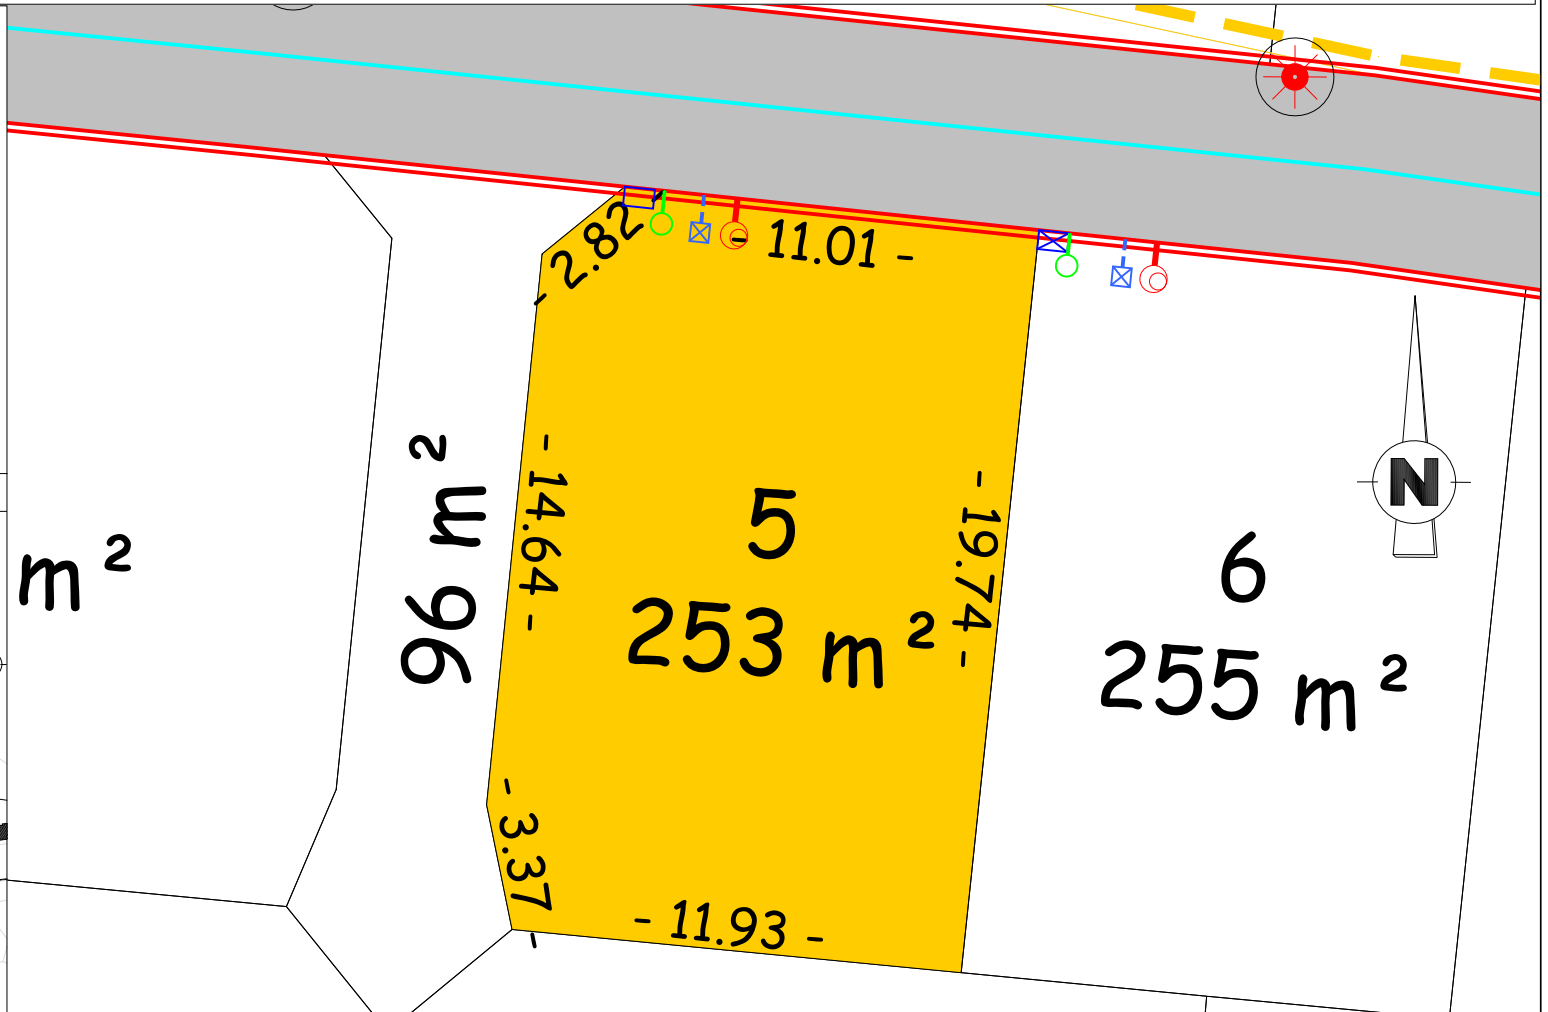 - 2.82 -
- 11.01 -
- 14.64 -
- 19.74 -
- 3.37 -
- 11.93 -
5
253 m²
6
255 m²
96 m²
m²
N